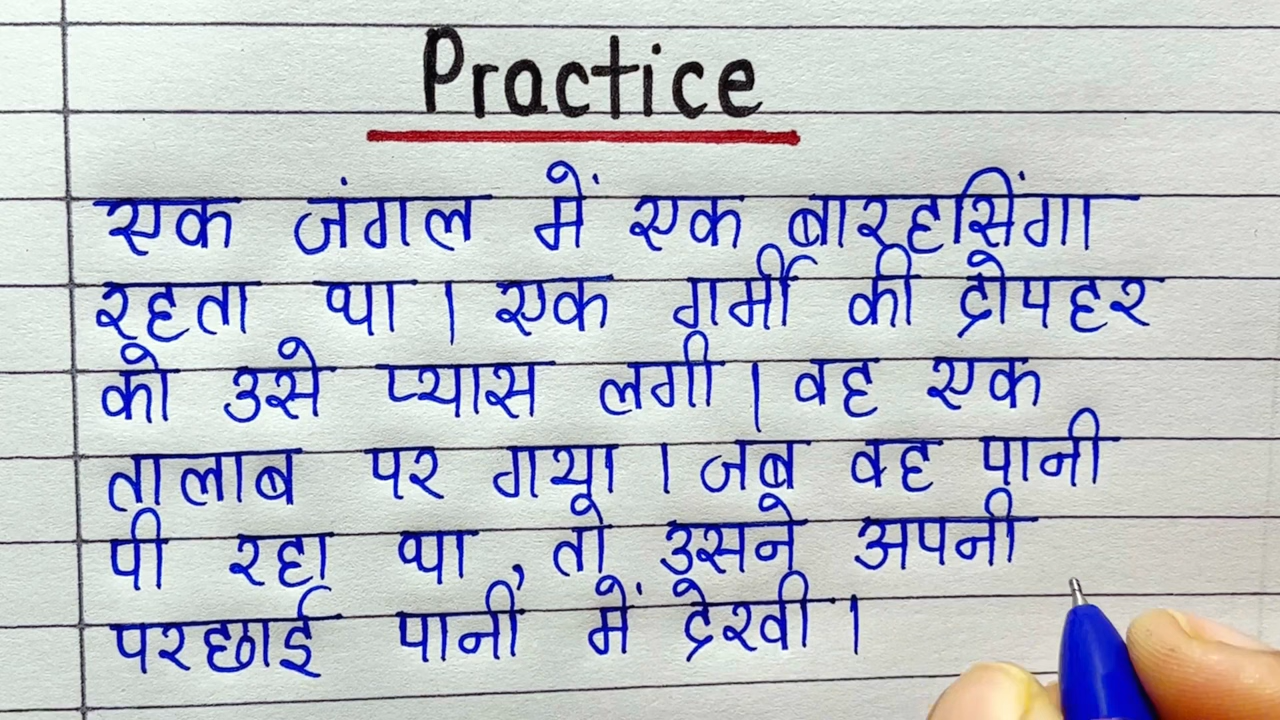 Practice
एक जंगल में एक बारहसिंगा
रहता था। एक गर्मी की दोपहर
को उसे प्यास लगी। वह एक
तालाब पर गया। जब वह पानी
पी रहा था, तो उसने अपनी
परछाई पानी में देखी।